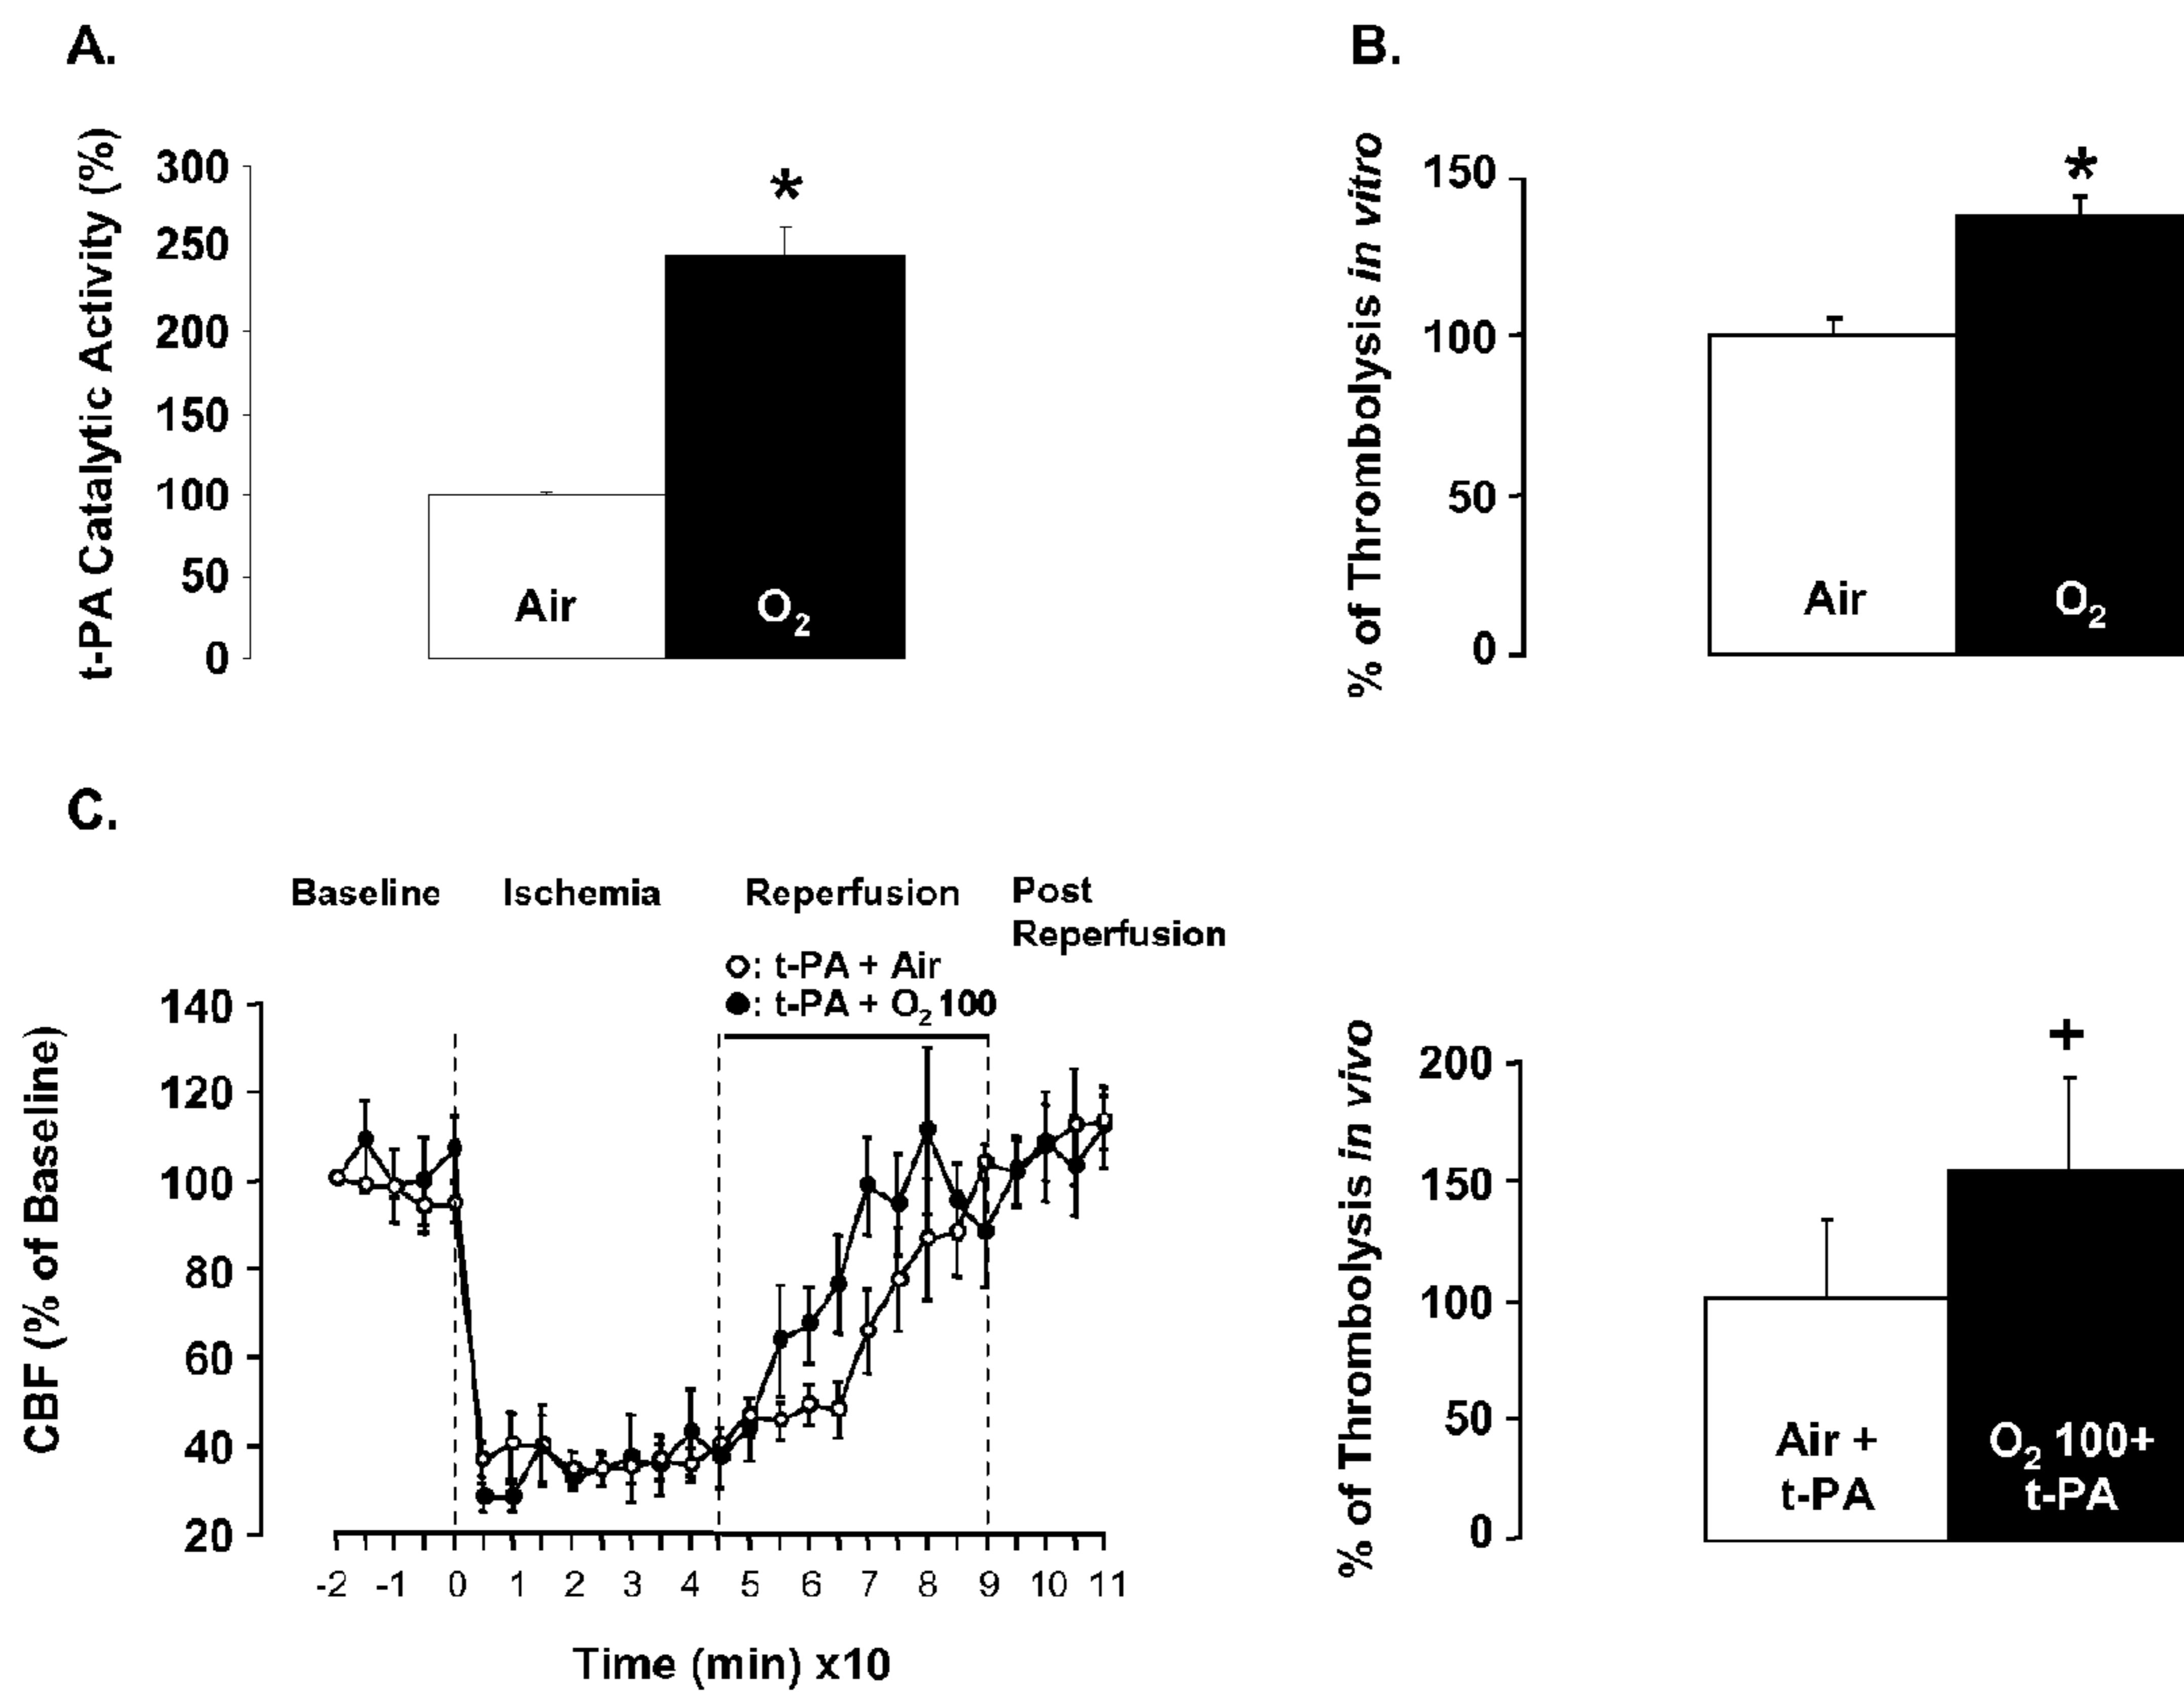 A.
t-PA Catalytic Activity (%)
300
250
200
150
100
50
0
*
Air
O₂
B.
% of Thrombolysis in vitro
150
100
50
0
*
Air
O₂
C.
Baseline
Ischemia
Reperfusion
Post
Reperfusion
: t-PA + Air
: t-PA + O₂ 100
CBF (% of Baseline)
140
120
100
80
60
40
20
-2 -1 0 1 2 3 4 5 6 7 8 9 10 11
Time (min) x10
% of Thrombolysis in vivo
200
150
100
50
0
+
Air +
t-PA
O₂ 100+
t-PA